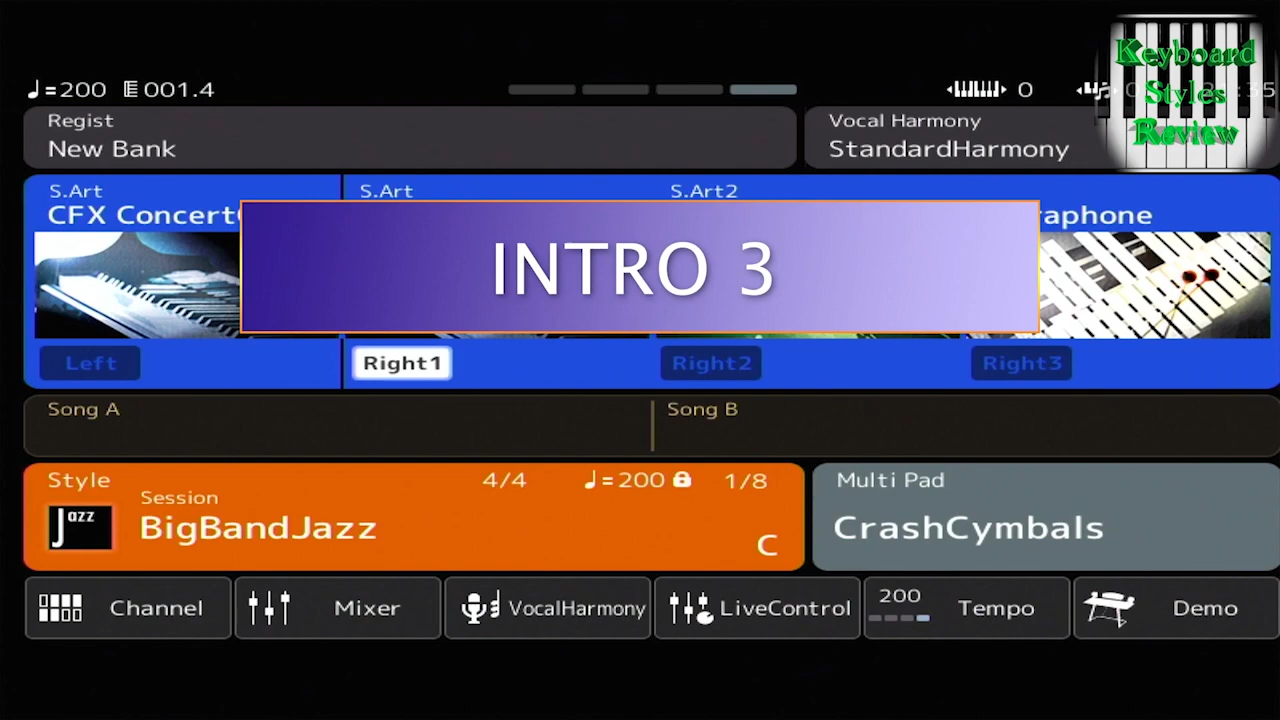 Keyboard
Styles
Review
♩=200 001.4
0
Regist
New Bank
Vocal Harmony
StandardHarmony
S.Art
CFX Concert
S.Art
S.Art2
aphone
INTRO 3
Left
Right1
Right2
Right3
Song A
Song B
Style
4/4
♩=200
1/8
Session
Jazz
BigBandJazz
C
Multi Pad
CrashCymbals
Channel
Mixer
VocalHarmony
LiveControl
200
Tempo
Demo